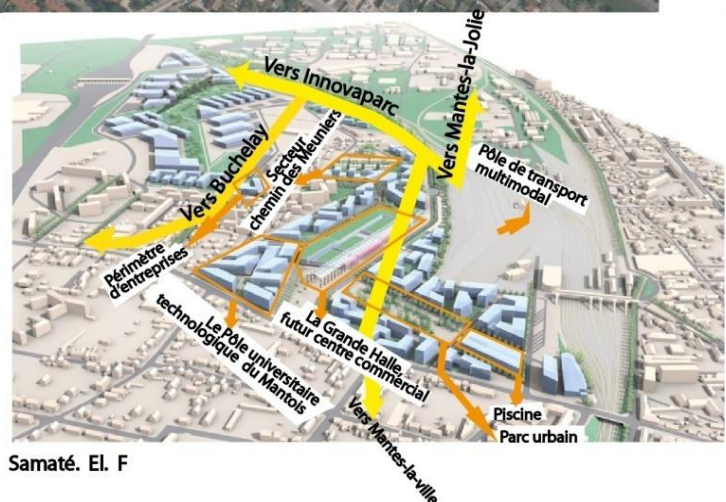 Vers Innovaparc
Vers Mantes-la-Jolie
Vers Buchelay
Secteur
chemin des Meuniers
Pôle de transport
multimodal
Périmètre
d'entreprises
Le Pôle universitaire
technologique du Mantois
La Grande Halle
futur centre commercial
Vers Mantes-la-ville
Piscine
Parc urbain
Samaté. El. F